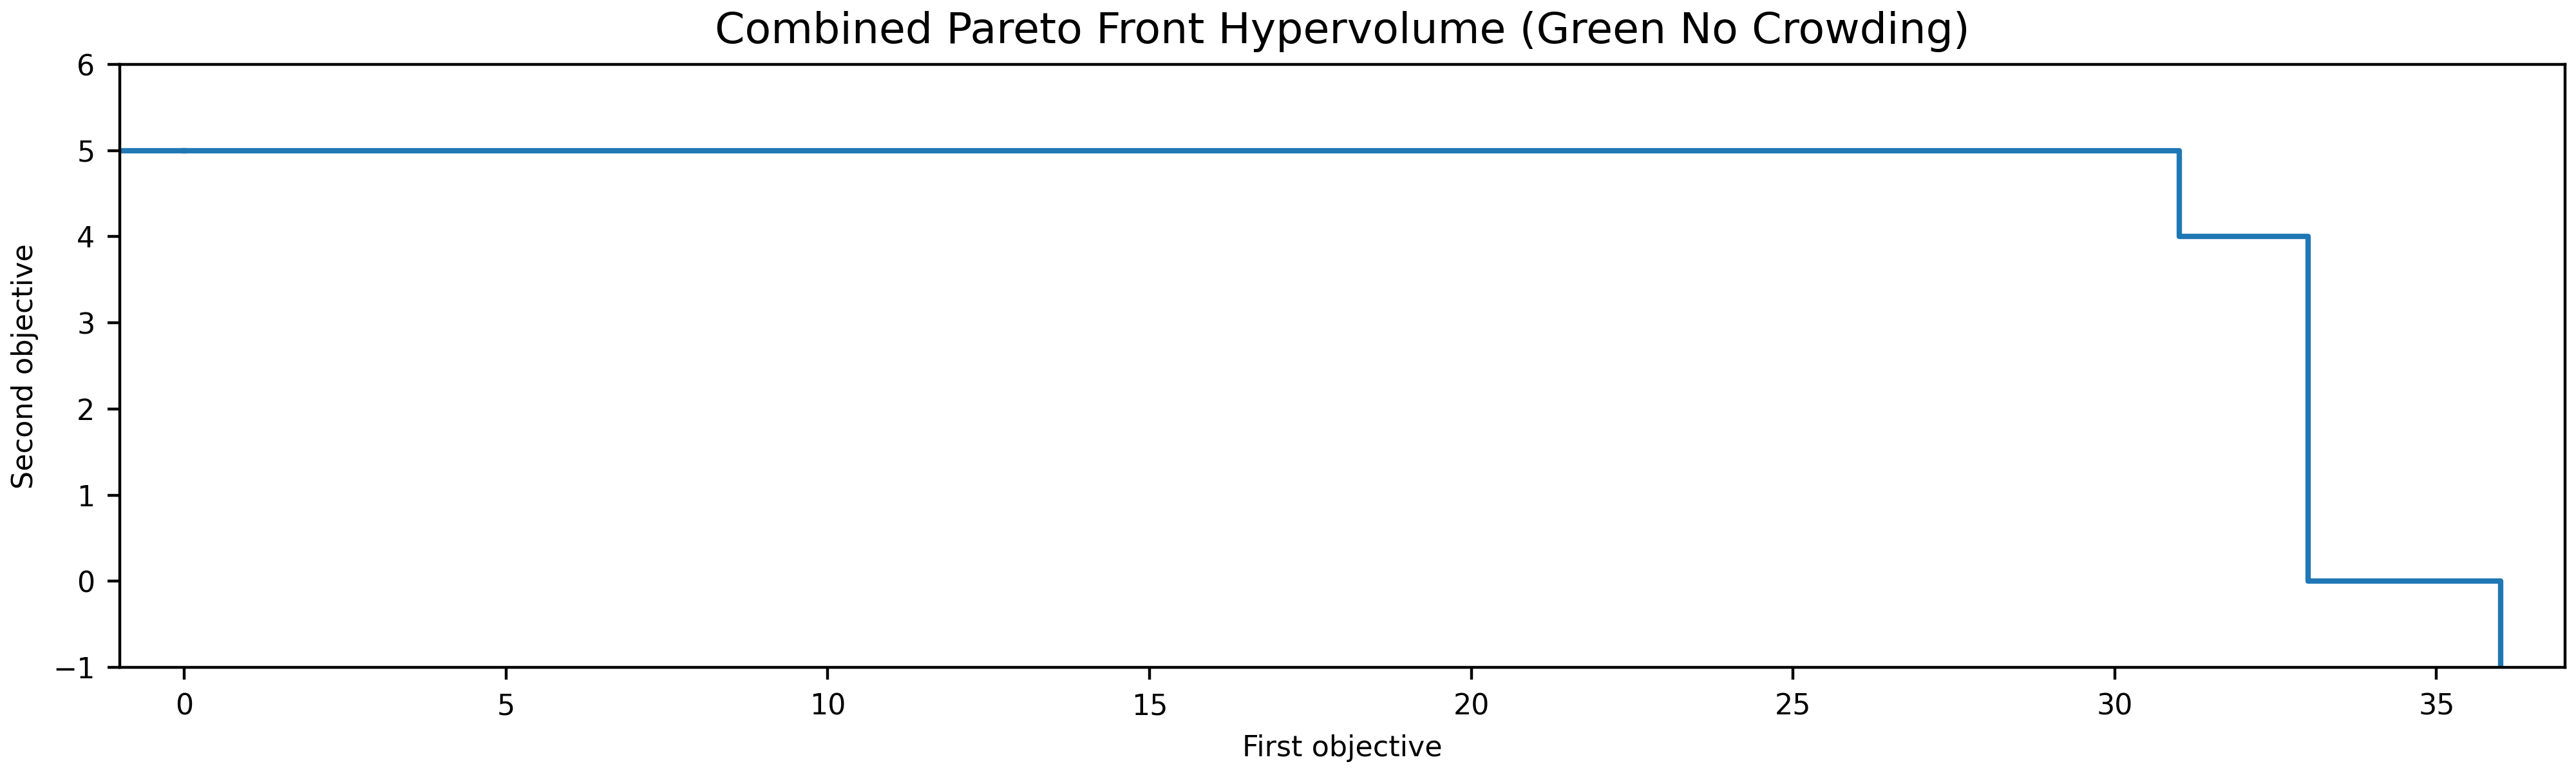 Combined Pareto Front Hypervolume (Green No Crowding)
6
5
4
3
2
1
0
−1
Second objective
0 5 10 15 20 25 30 35
First objective